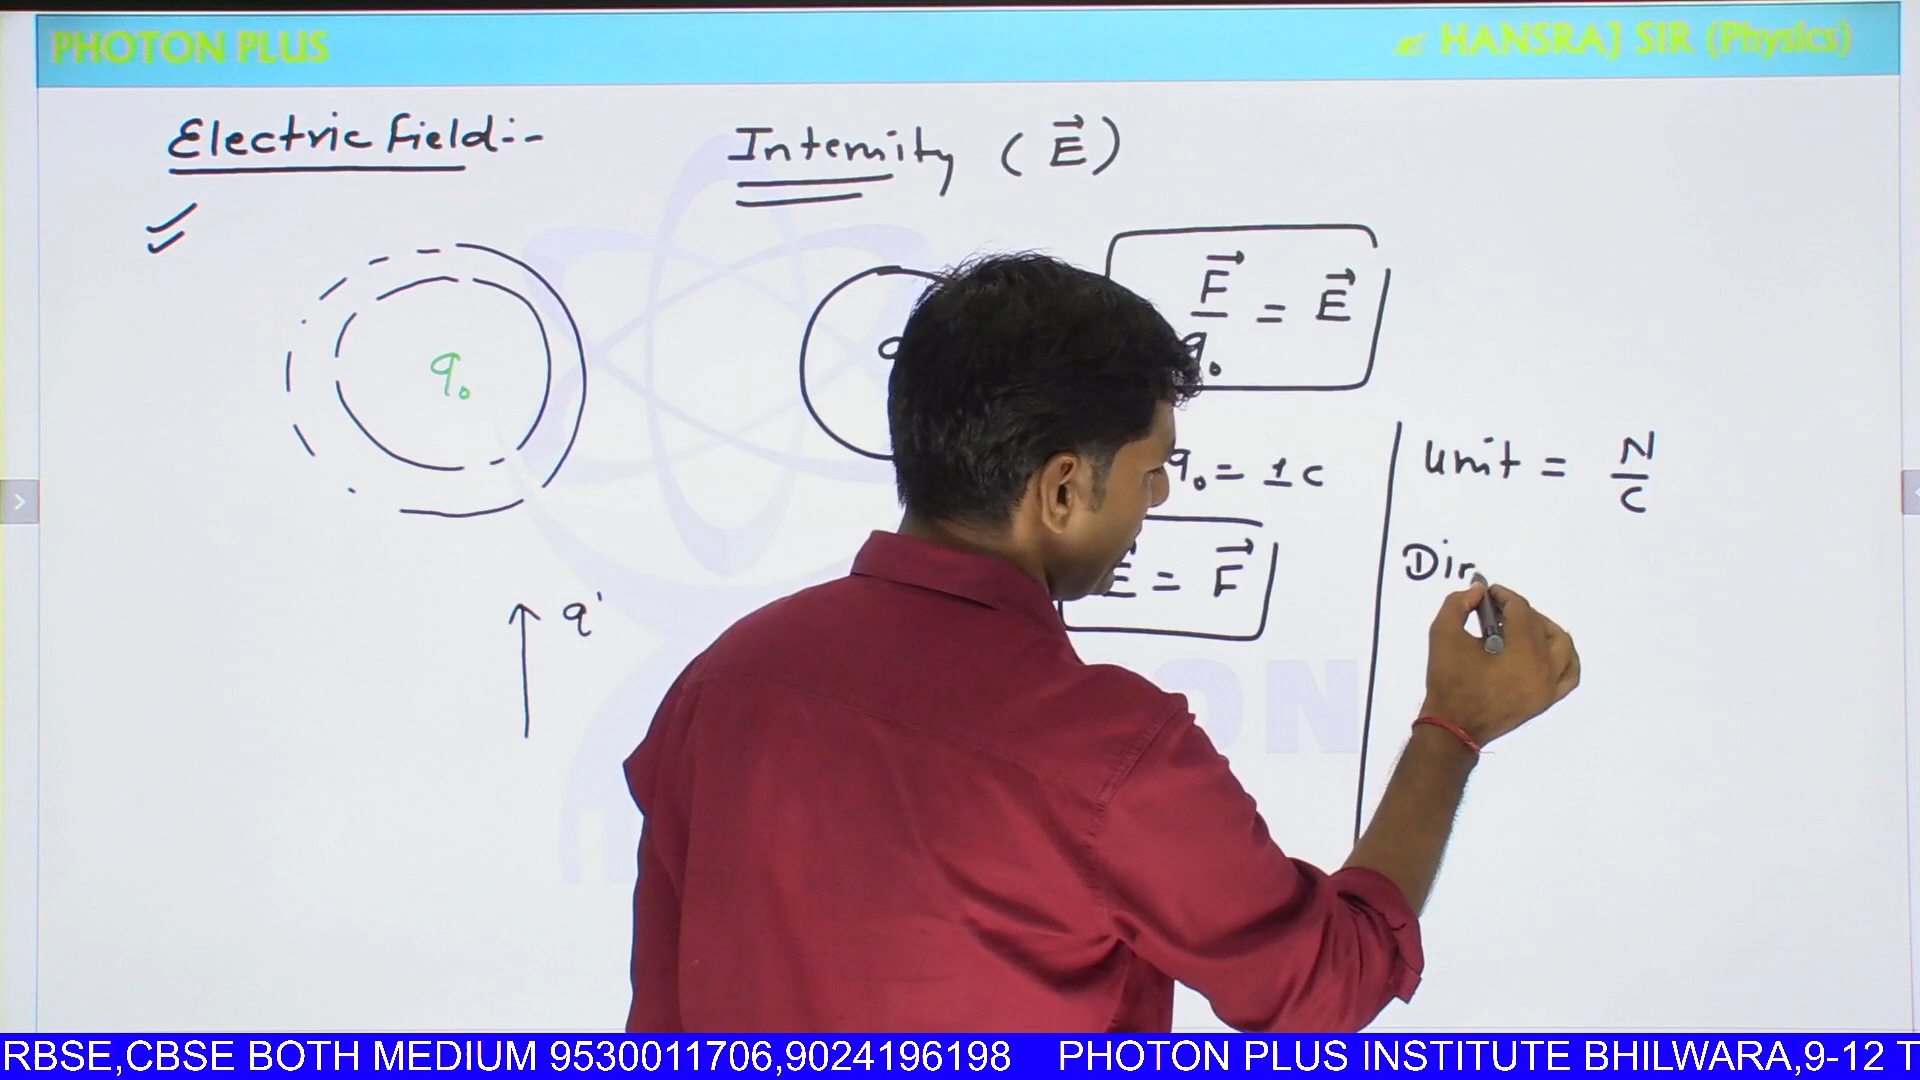 PHOTON PLUS
HANSRAJ SIR (Physics)
Electric field:-
Intensity (E⃗)
F⃗/q₀ = E⃗
q₀
q₀ = 1C
E⃗ = F⃗
Unit = N/C
Dir
q'
RBSE,CBSE BOTH MEDIUM 9530011706,9024196198 PHOTON PLUS INSTITUTE BHILWARA,9-12 T